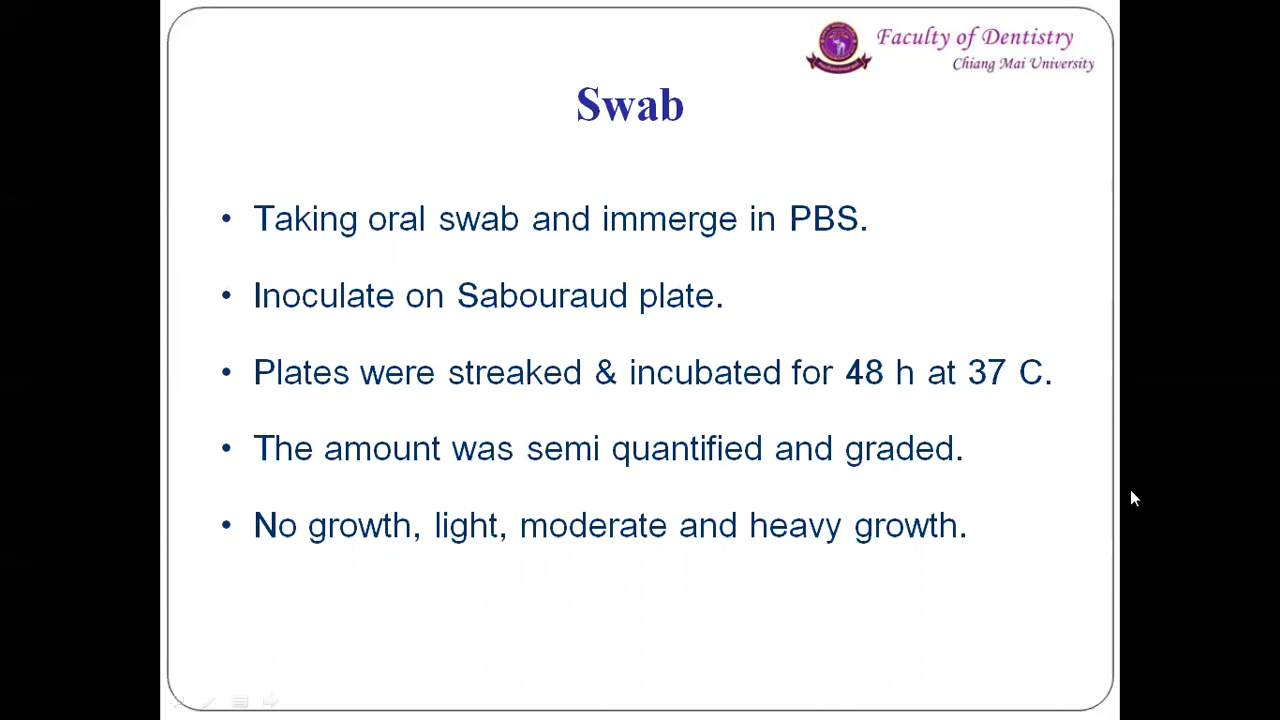 Faculty of Dentistry
Chiang Mai University
Swab
• Taking oral swab and immerge in PBS.
• Inoculate on Sabouraud plate.
• Plates were streaked & incubated for 48 h at 37 C.
• The amount was semi quantified and graded.
• No growth, light, moderate and heavy growth.